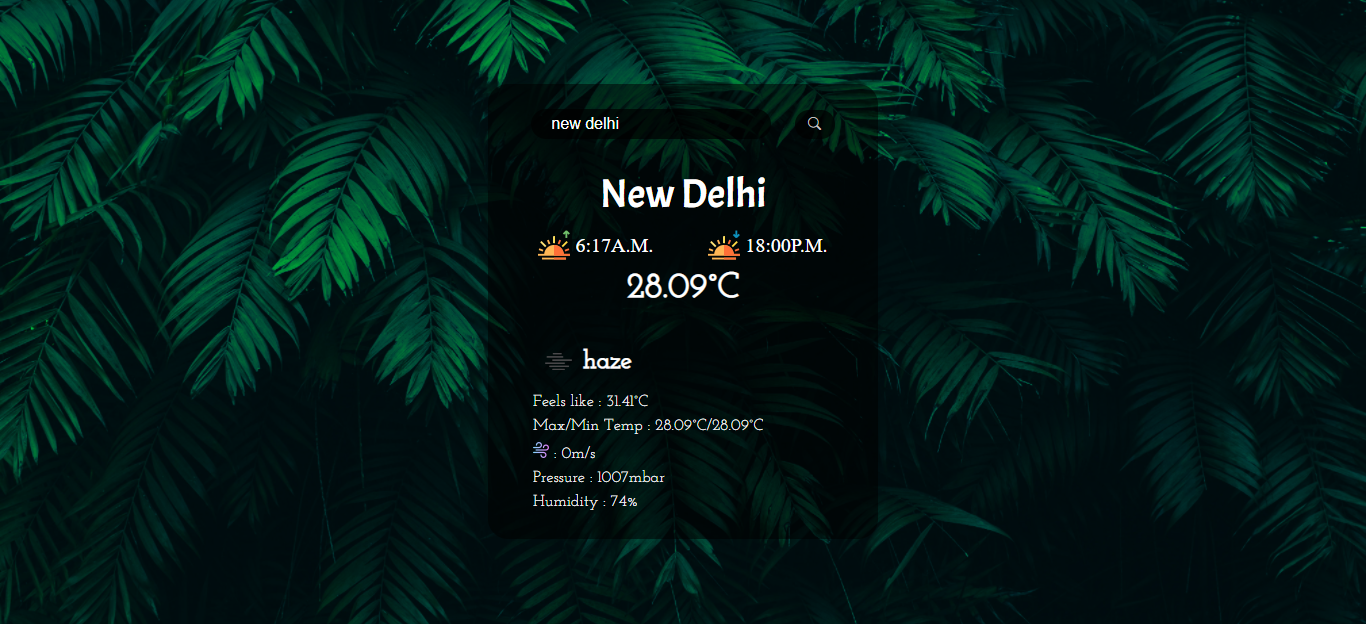 new delhi
New Delhi
6:17A.M. 18:00P.M.
28.09°C
haze
Feels like : 31.41°C
Max/Min Temp : 28.09°C/28.09°C
: 0m/s
Pressure : 1007mbar
Humidity : 74%